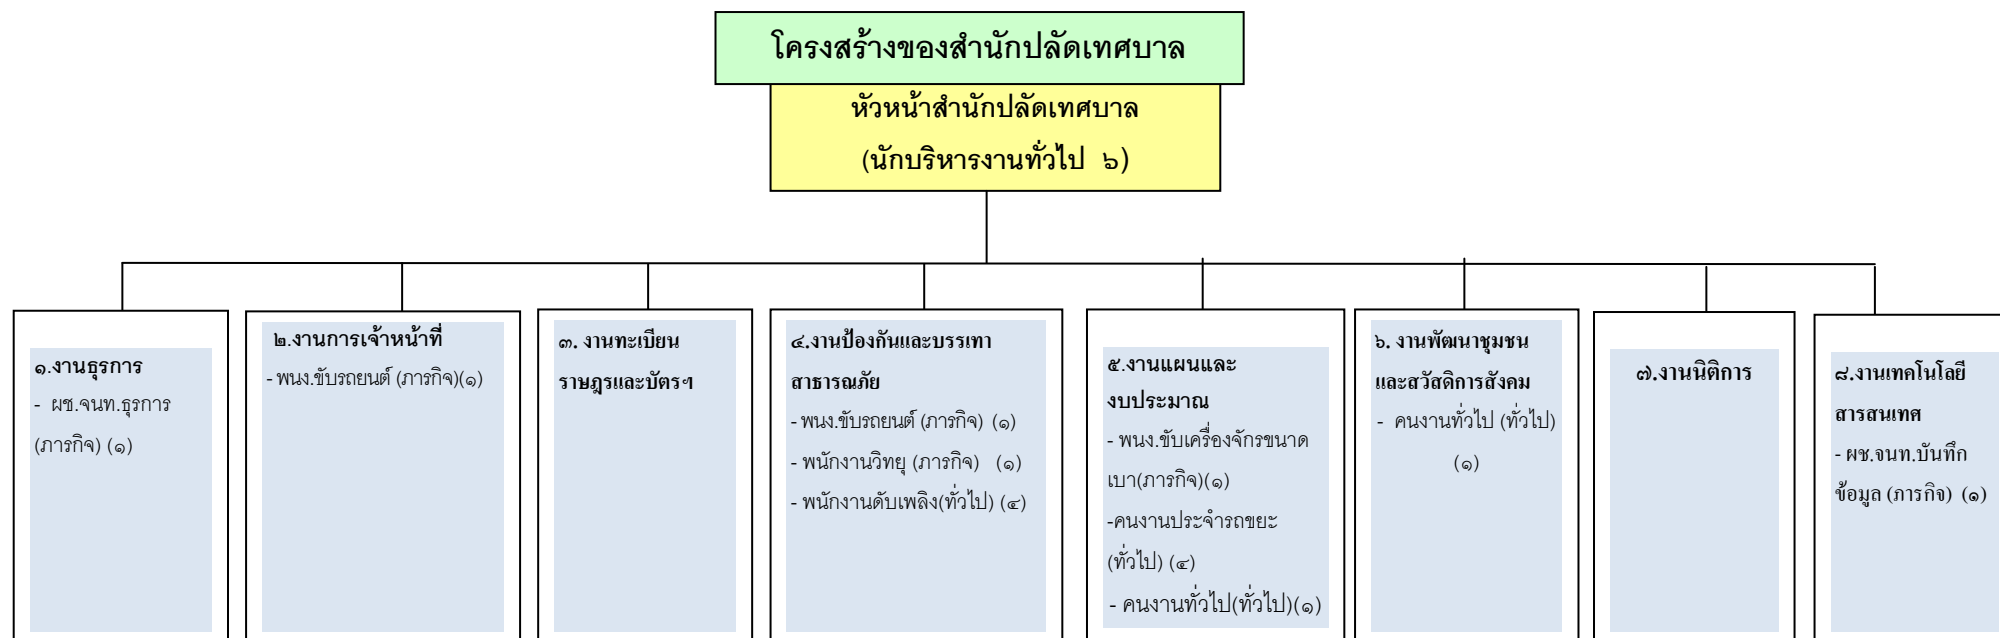 โครงสร้างของสำนักปลัดเทศบาล
หัวหน้าสำนักปลัดเทศบาล
(นักบริหารงานทั่วไป ๖)
๑.งานธุรการ
- ผช.จนท.ธุรการ
(ภารกิจ) (๑)
๒.งานการเจ้าหน้าที่
- พนง.ขับรถยนต์ (ภารกิจ)(๑)
๓. งานทะเบียน
ราษฎรและบัตรฯ
๔.งานป้องกันและบรรเทา
สาธารณภัย
- พนง.ขับรถยนต์ (ภารกิจ) (๑)
- พนักงานวิทยุ (ภารกิจ) (๑)
- พนักงานดับเพลิง(ทั่วไป) (๔)
๕.งานแผนและ
งบประมาณ
- พนง.ขับเครื่องจักรขนาด
เบา(ภารกิจ)(๑)
-คนงานประจำรถขยะ
(ทั่วไป) (๔)
- คนงานทั่วไป(ทั่วไป)(๑)
๖. งานพัฒนาชุมชน
และสวัสดิการสังคม
- คนงานทั่วไป (ทั่วไป)
(๑)
๗.งานนิติการ
๘.งานเทคโนโลยี
สารสนเทศ
- ผช.จนท.บันทึก
ข้อมูล (ภารกิจ) (๑)